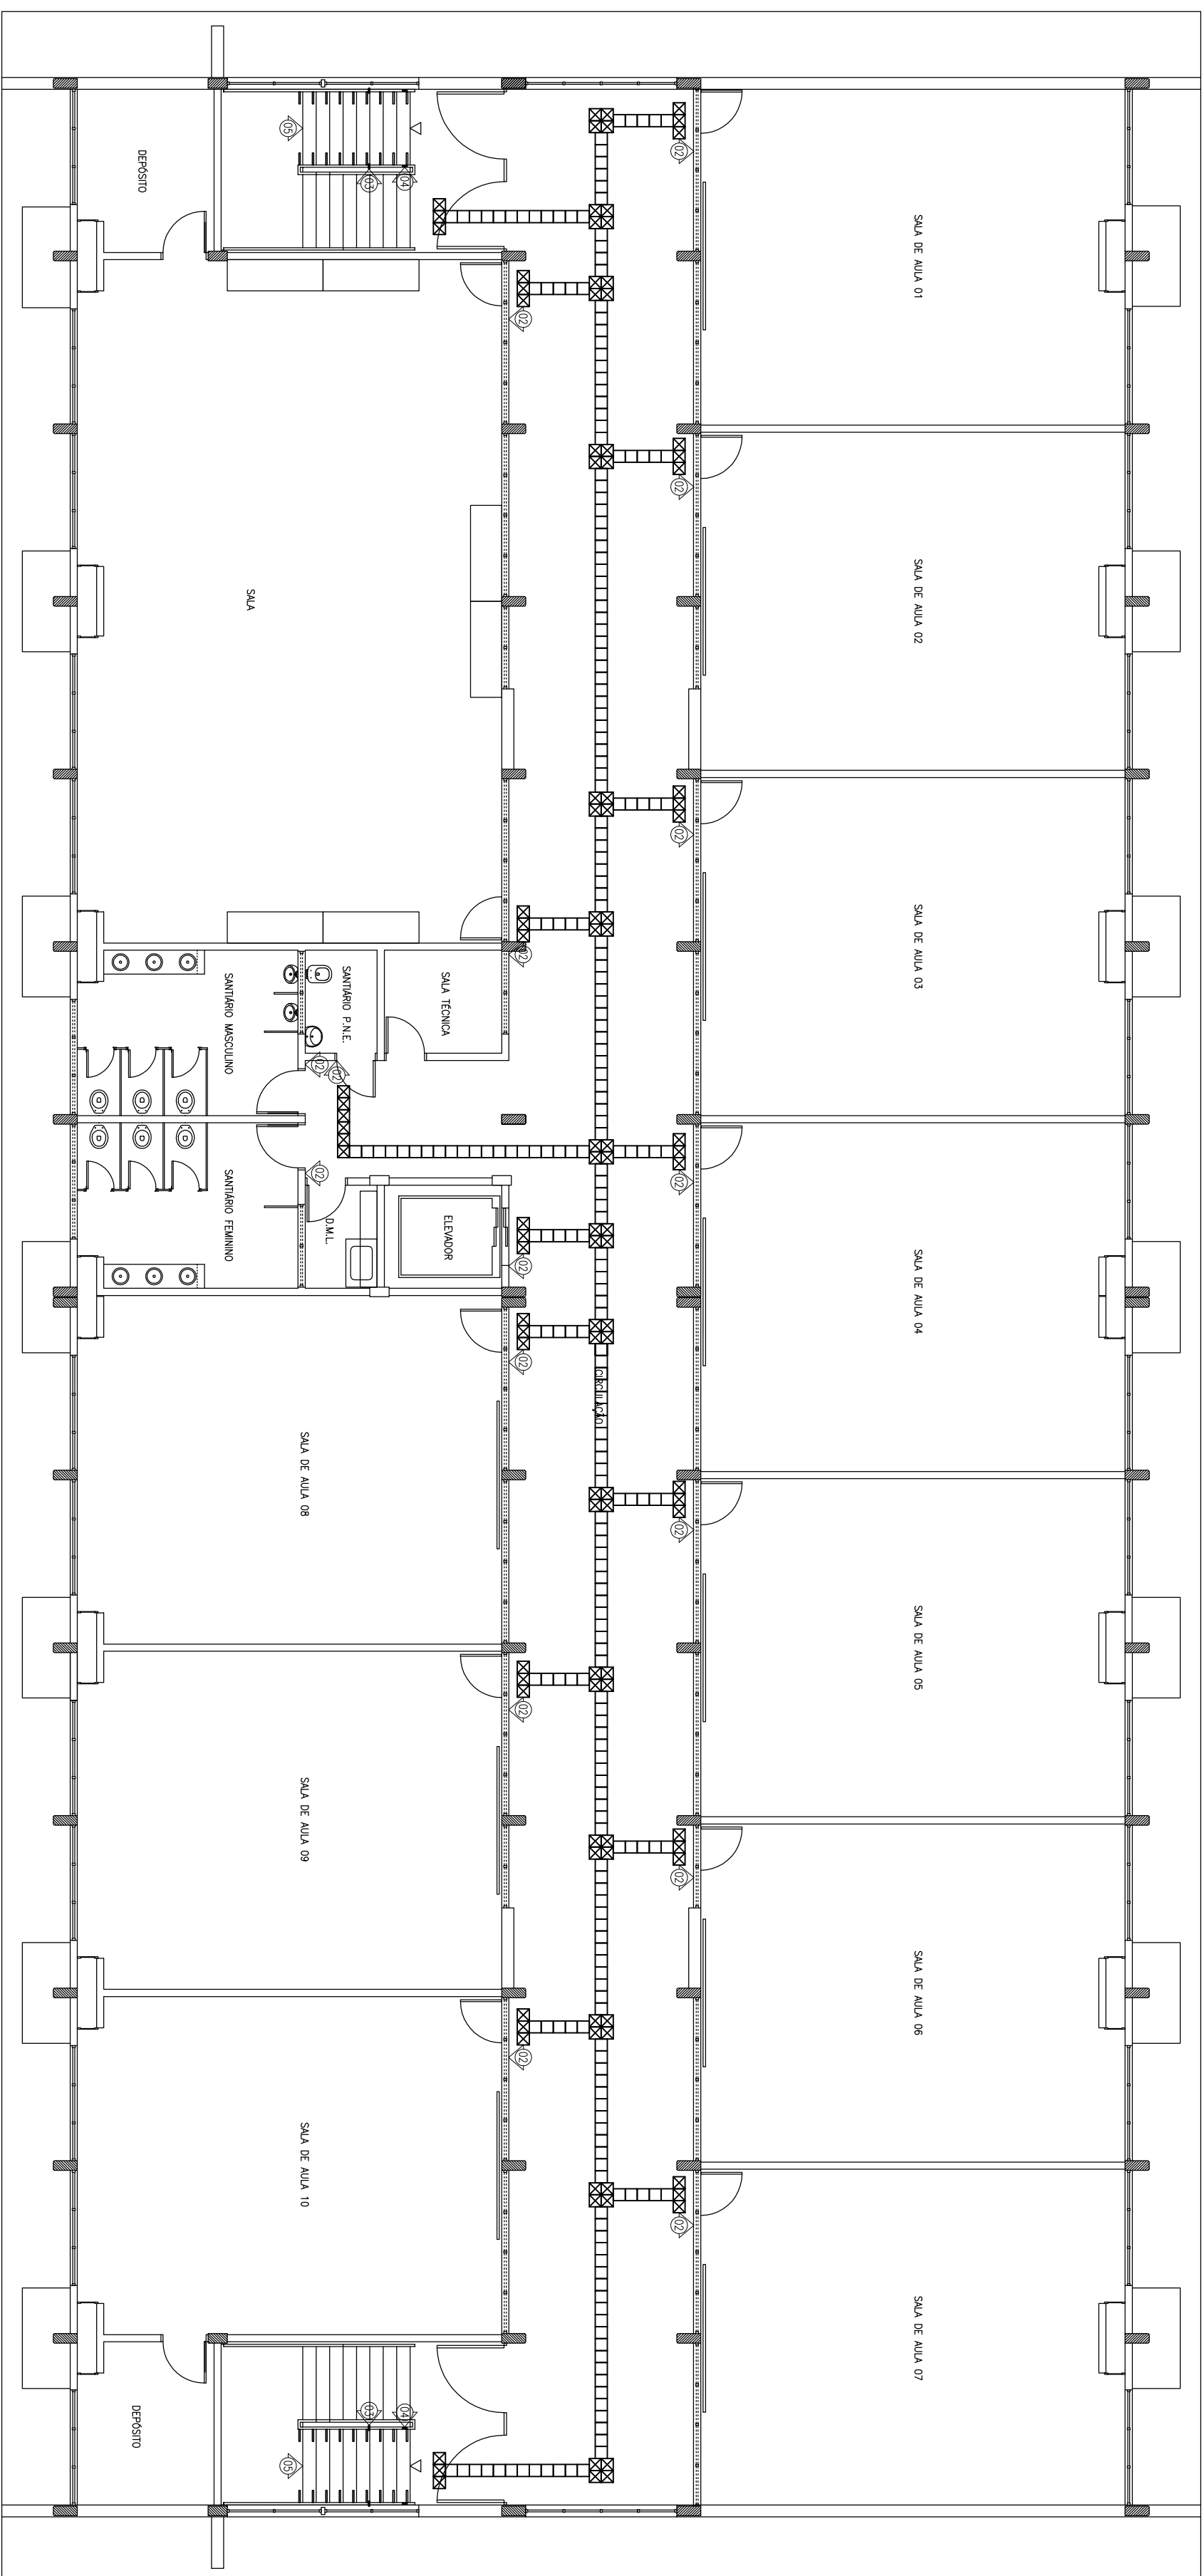 SALA DE AULA 01
SALA DE AULA 02
SALA DE AULA 03
SALA DE AULA 04
SALA DE AULA 05
SALA DE AULA 06
SALA DE AULA 07
02
02
02
02
02
02
02
CIRCULAÇÃO
02
02
02
02
02
02
04
03
05
DEPÓSITO
SALA
SALA TÉCNICA
SANTIÁRIO P.N.E.
02
02
SANTIÁRIO MASCULINO
02
SANTIÁRIO FEMININO
D.M.L.
ELEVADOR
SALA DE AULA 08
SALA DE AULA 09
SALA DE AULA 10
04
03
05
DEPÓSITO